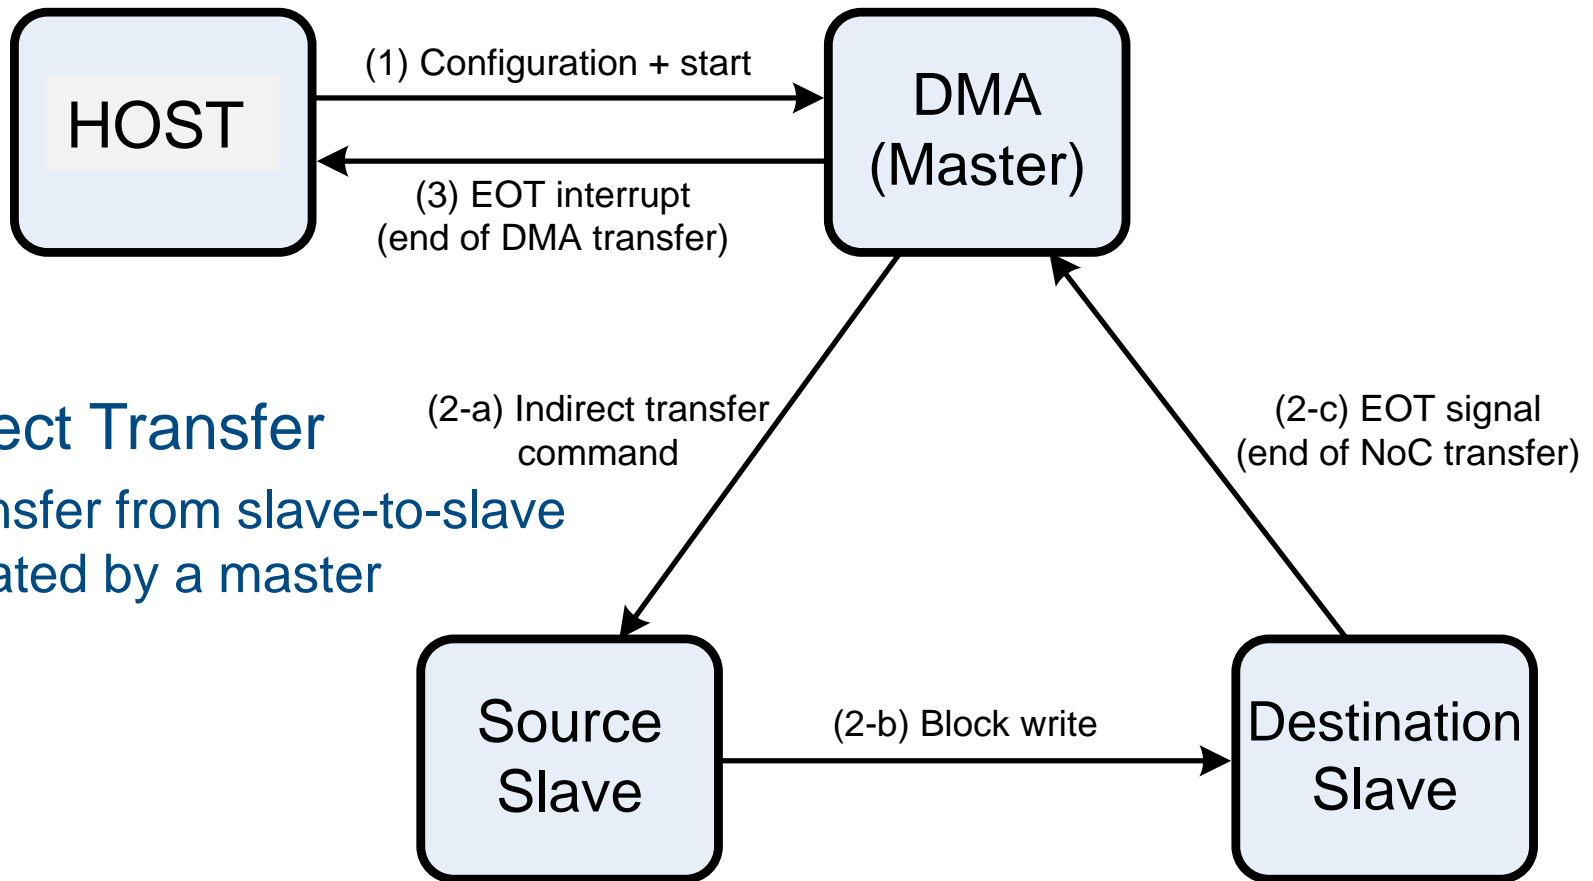 HOST
(1) Configuration + start
DMA
(Master)
(3) EOT interrupt
(end of DMA transfer)
ect Transfer
nsfer from slave-to-slave
ated by a master
(2-a) Indirect transfer
command
(2-c) EOT signal
(end of NoC transfer)
Source
Slave
(2-b) Block write
Destination
Slave